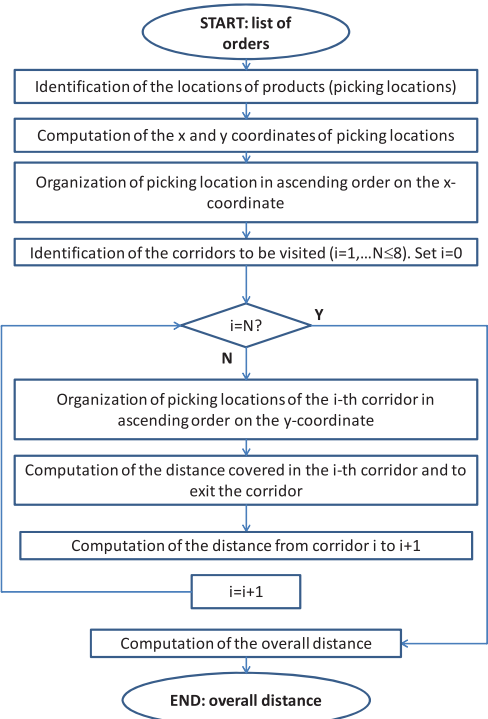 START: list of
orders
Identification of the locations of products (picking locations)
Computation of the x and y coordinates of picking locations
Organization of picking location in ascending order on the x-
coordinate
Identification of the corridors to be visited (i=1,...N≤8). Set i=0
i=N?
Y
N
Organization of picking locations of the i-th corridor in
ascending order on the y-coordinate
Computation of the distance covered in the i-th corridor and to
exit the corridor
Computation of the distance from corridor i to i+1
i=i+1
Computation of the overall distance
END: overall distance